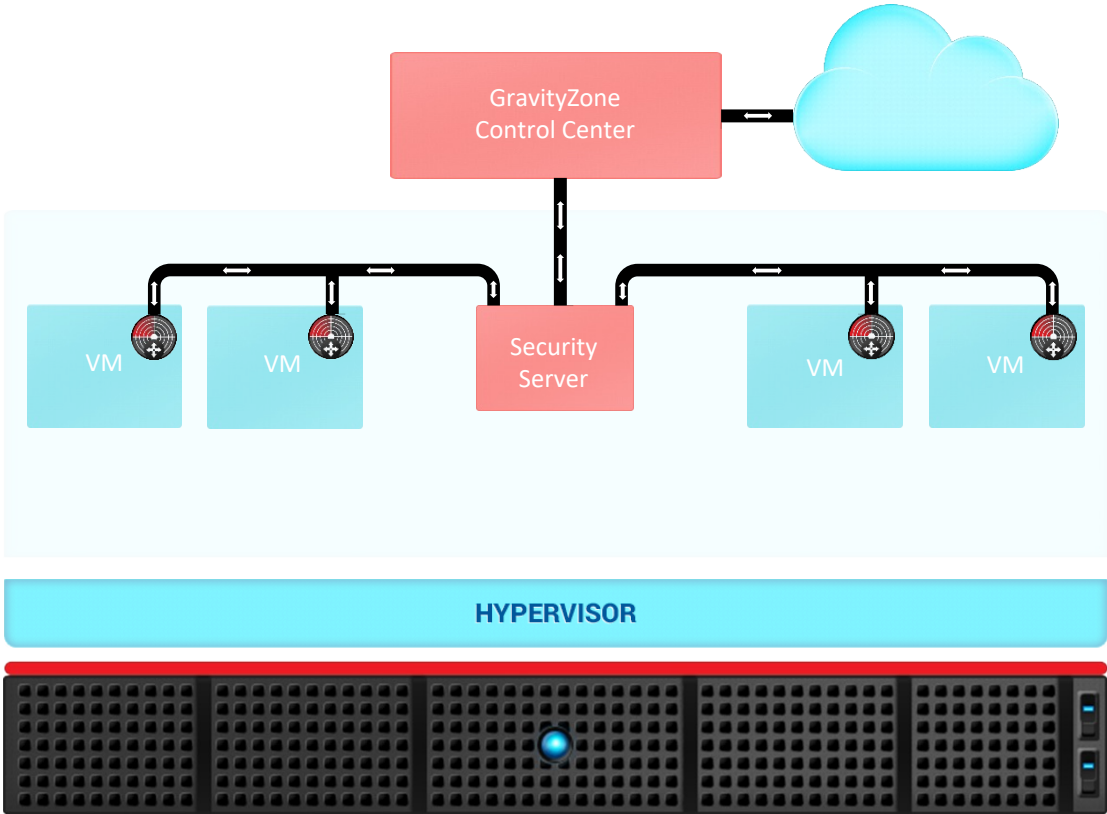 GravityZone
Control Center
VM
VM
Security
Server
VM
VM
HYPERVISOR